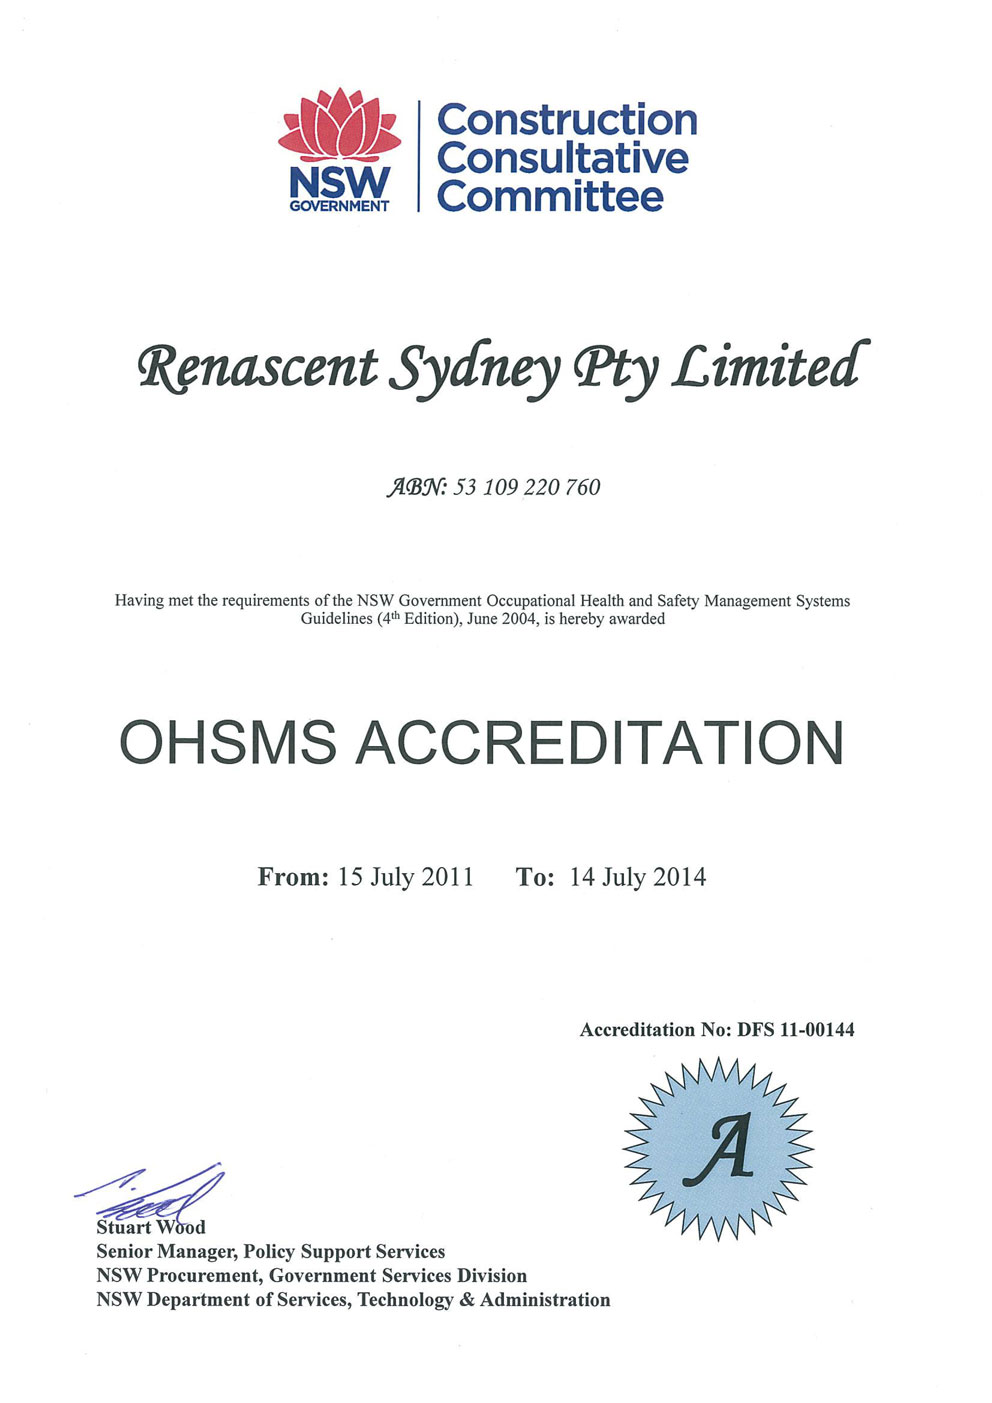 Construction
Consultative
Committee
NSW
GOVERNMENT
Renascent Sydney Pty Limited
ABN: 53 109 220 760
Having met the requirements of the NSW Government Occupational Health and Safety Management Systems
Guidelines (4th Edition), June 2004, is hereby awarded
OHSMS ACCREDITATION
From: 15 July 2011 To: 14 July 2014
Accreditation No: DFS 11-00144
A
Stuart Wood
Senior Manager, Policy Support Services
NSW Procurement, Government Services Division
NSW Department of Services, Technology & Administration